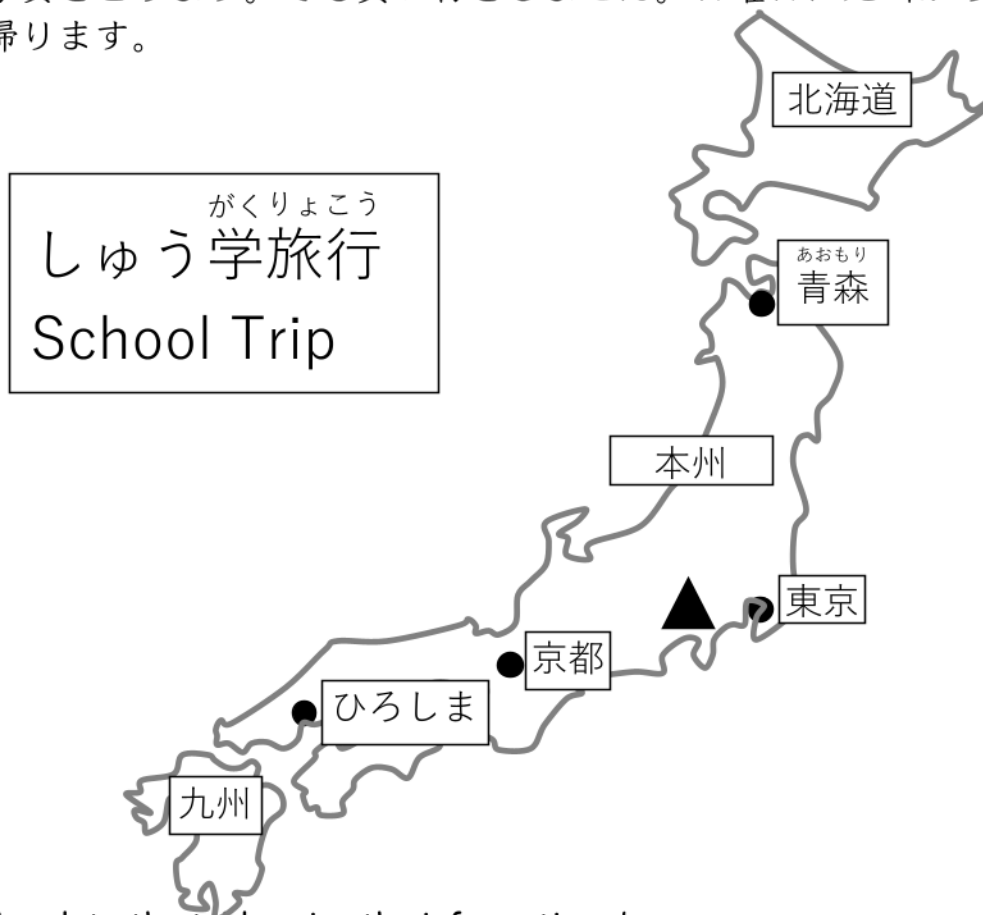 帰ります。
北海道
がくりょこう
しゅう学旅行
School Trip
あおもり
青森
本州
東京
京都
ひろしま
九州